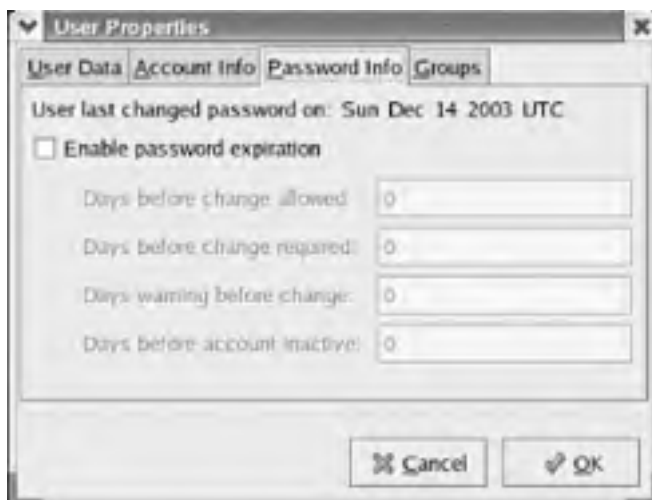 User Properties
User Data Account Info Password Info Groups
User last changed password on: Sun Dec 14 2003 UTC
Enable password expiration
Days before change allowed: 0
Days before change required: 0
Days warning before change: 0
Days before account inactive: 0
Cancel OK